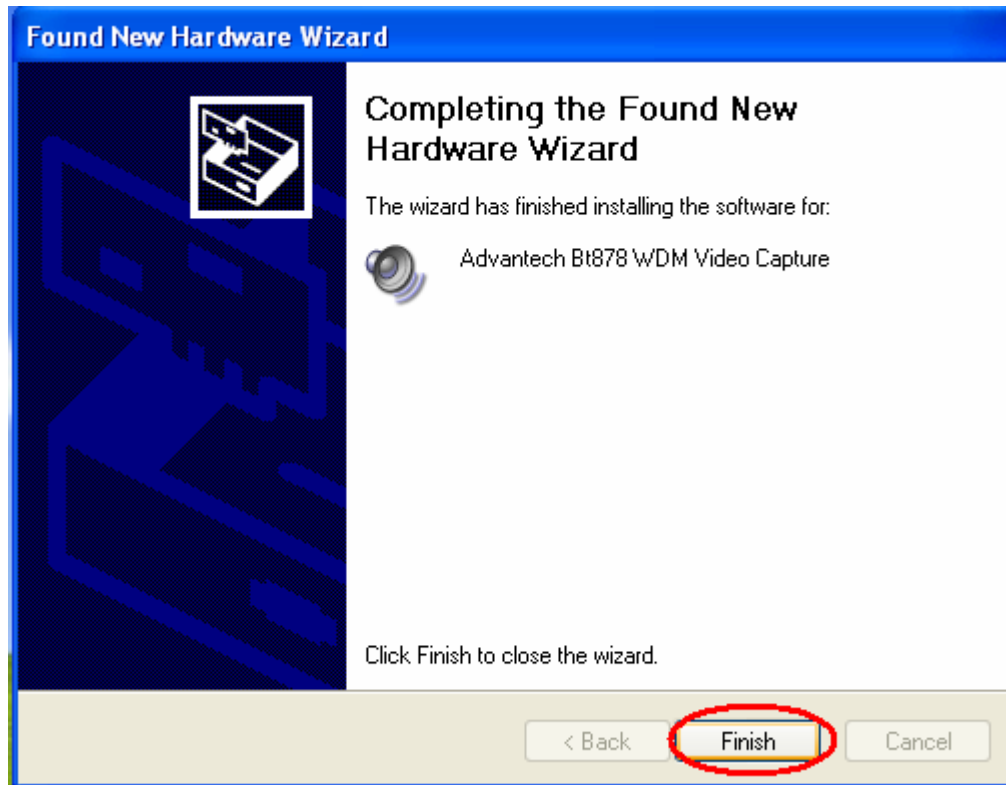 Found New Hardware Wizard
Completing the Found New
Hardware Wizard
The wizard has finished installing the software for:
Advantech Bt878 WDM Video Capture
Click Finish to close the wizard.
< Back
Finish
Cancel